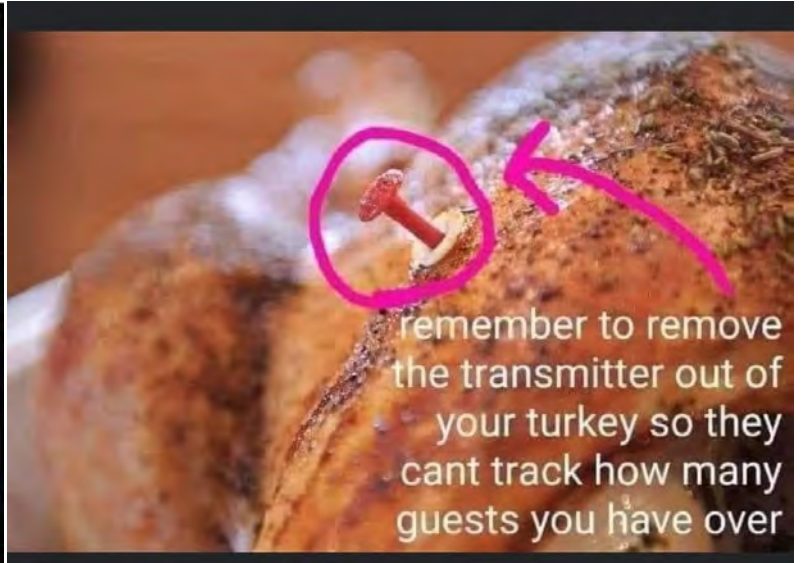 remember to remove
the transmitter out of
your turkey so they
cant track how many
guests you have over